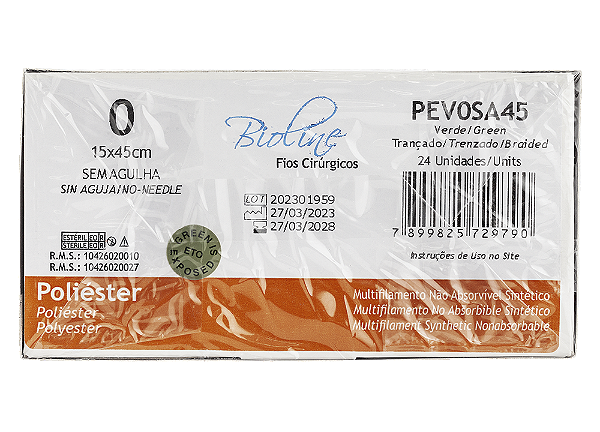 0
15x45cm
SEM AGULHA
SIN AGUJA/NO-NEEDLE
ESTÉRIL EO R
STERILE EO R
R.M.S.: 10426020010
R.M.S.: 10426020027
Bioline
Fios Cirúrgicos
LOT 202301959
27/03/2023
27/03/2028
GREEN IS
ETO
EXPOSED
PEV0SA45
Verde/Green
Trançado/Trenzado/Braided
24 Unidades/Units
7 899825 729790
Instruções de Uso no Site
Poliéster
Poliéster
Polyester
Multifilamento Não Absorvível Sintético
Multifilamento No Absorbible Sintético
Multifilament Synthetic Nonabsorbable